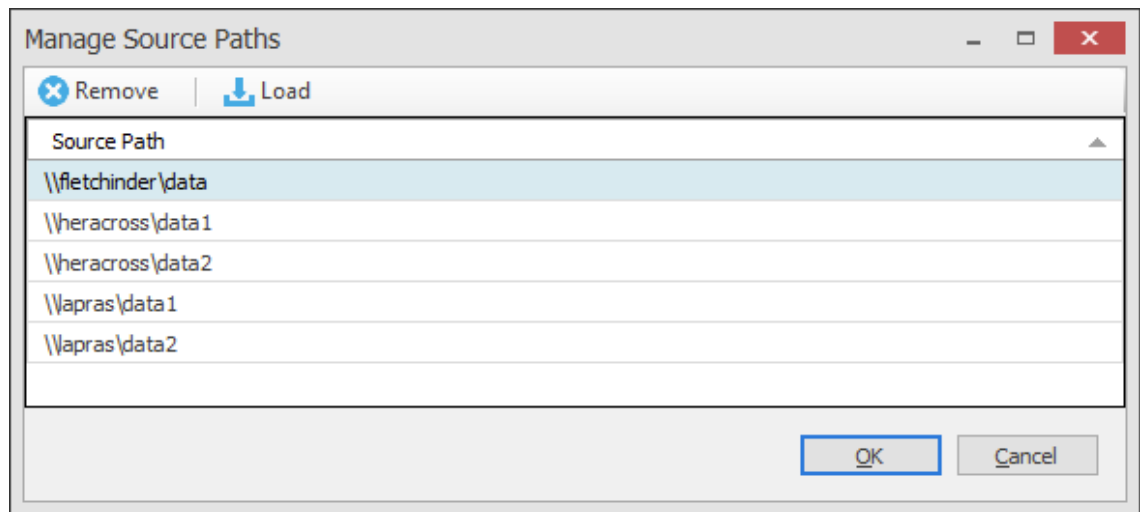 Manage Source Paths
Remove Load
Source Path
\\fletchinder\data
\\heracross\data1
\\heracross\data2
\\lapras\data1
\\lapras\data2
OK Cancel